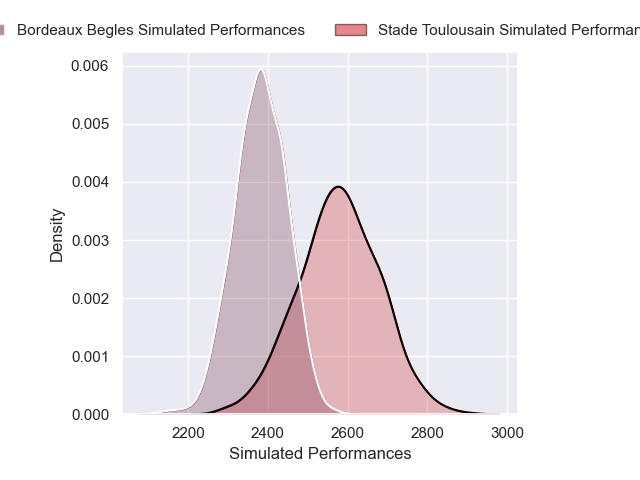 Bordeaux Begles Simulated Performances Stade Toulousain Simulated
0.006
0.005
0.004
0.003
0.002
0.001
0.000
Density
2200 2400 2600 2800 3000
Simulated Performances